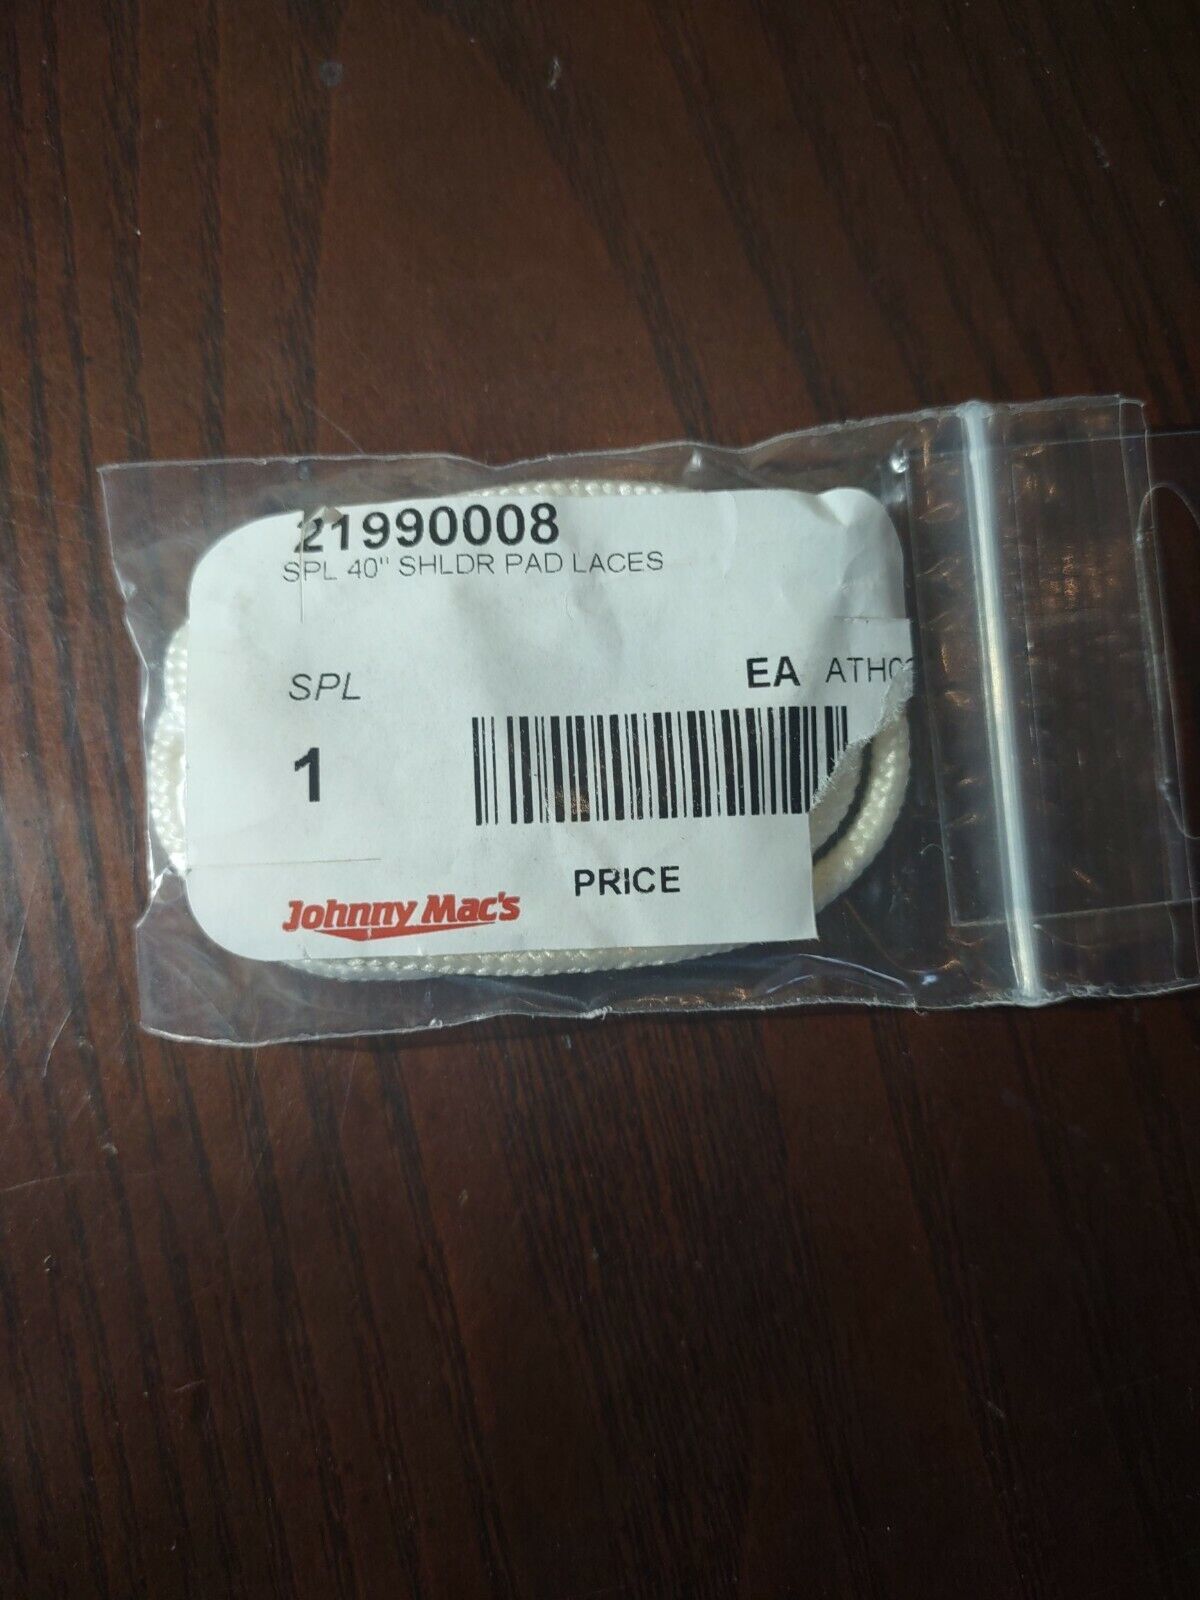 21990008
SPL 40" SHLDR PAD LACES
SPL
EA
1
PRICE
Johnny Mac's